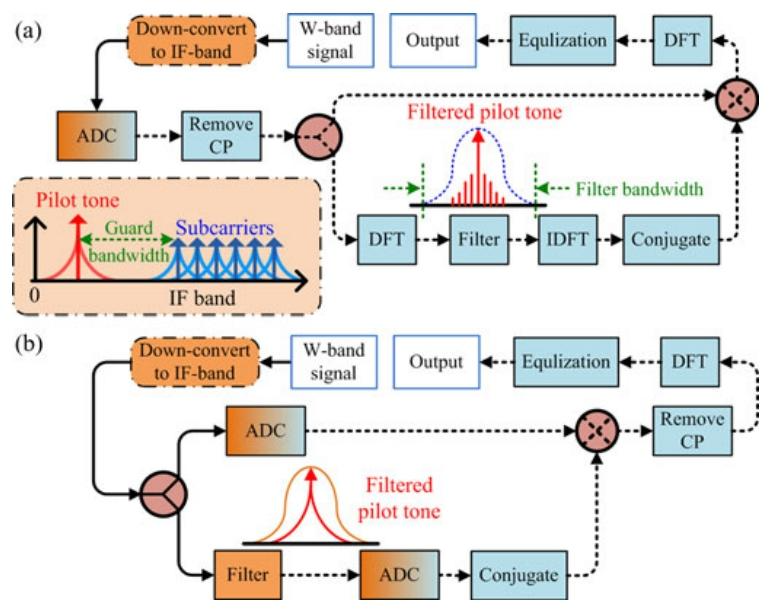 (a)
Down-convert
to IF-band
W-band
signal
Output
Equlization
DFT
ADC
Remove
CP
Filtered pilot tone
Filter bandwidth
Pilot tone
Guard
bandwidth
Subcarriers
0
IF band
DFT
Filter
IDFT
Conjugate
(b)
Down-convert
to IF-band
W-band
signal
Output
Equlization
DFT
ADC
Remove
CP
Filtered
pilot tone
Filter
ADC
Conjugate